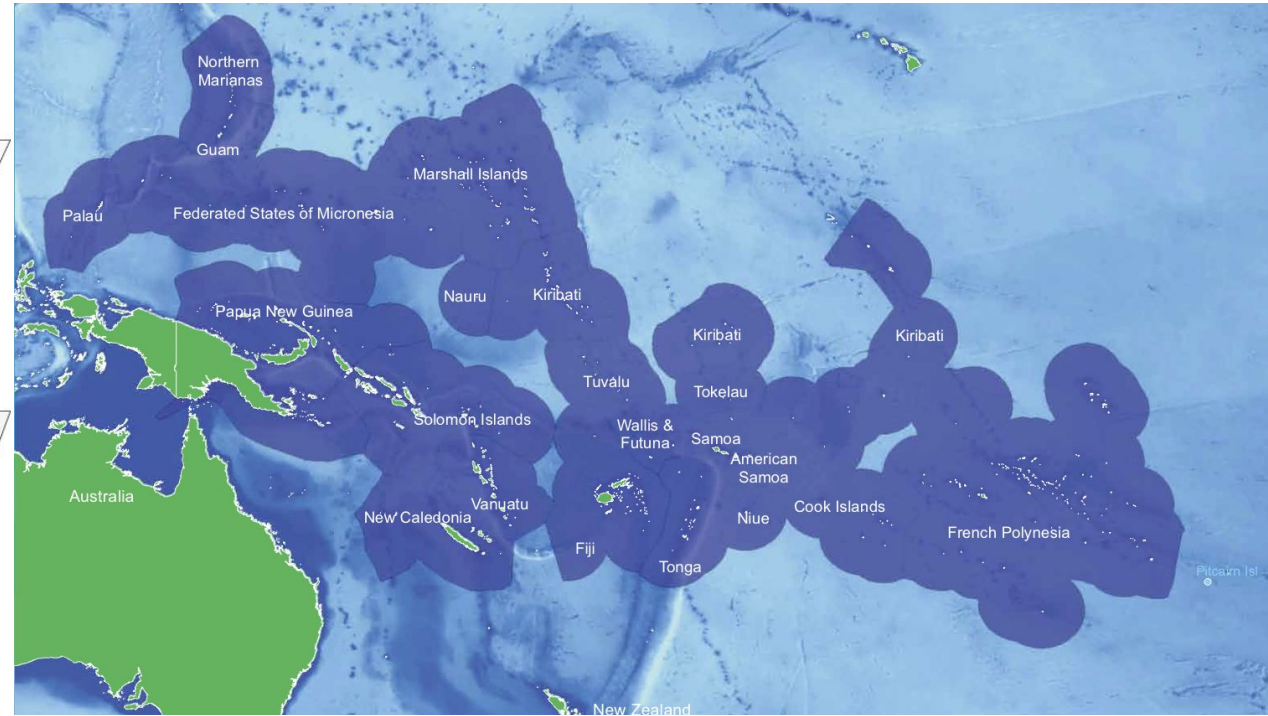 Northern
Marianas
Guam
Marshall Islands
Palau
Federated States of Micronesia
Nauru
Kiribati
Papua New Guinea
Kiribati
Kiribati
Tuvalu
Tokelau
Solomon Islands
Wallis &
Futuna
Samoa
American
Samoa
Australia
Vanuatu
New Caledonia
Niue
Cook Islands
French Polynesia
Fiji
Tonga
Pitcairn Isl
New Zealand